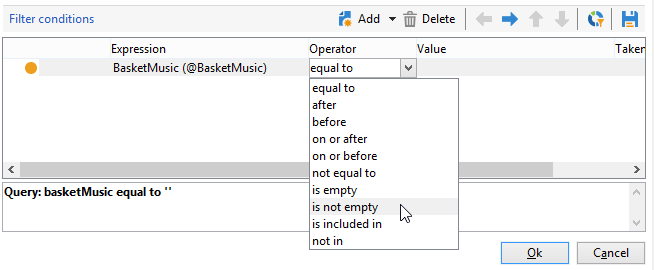 Filter conditions Add Delete
Expression Operator Value Taken
BasketMusic (@BasketMusic) equal to
equal to
after
before
on or after
on or before
not equal to
is empty
is not empty
is included in
not in
Query: basketMusic equal to ''
Ok Cancel